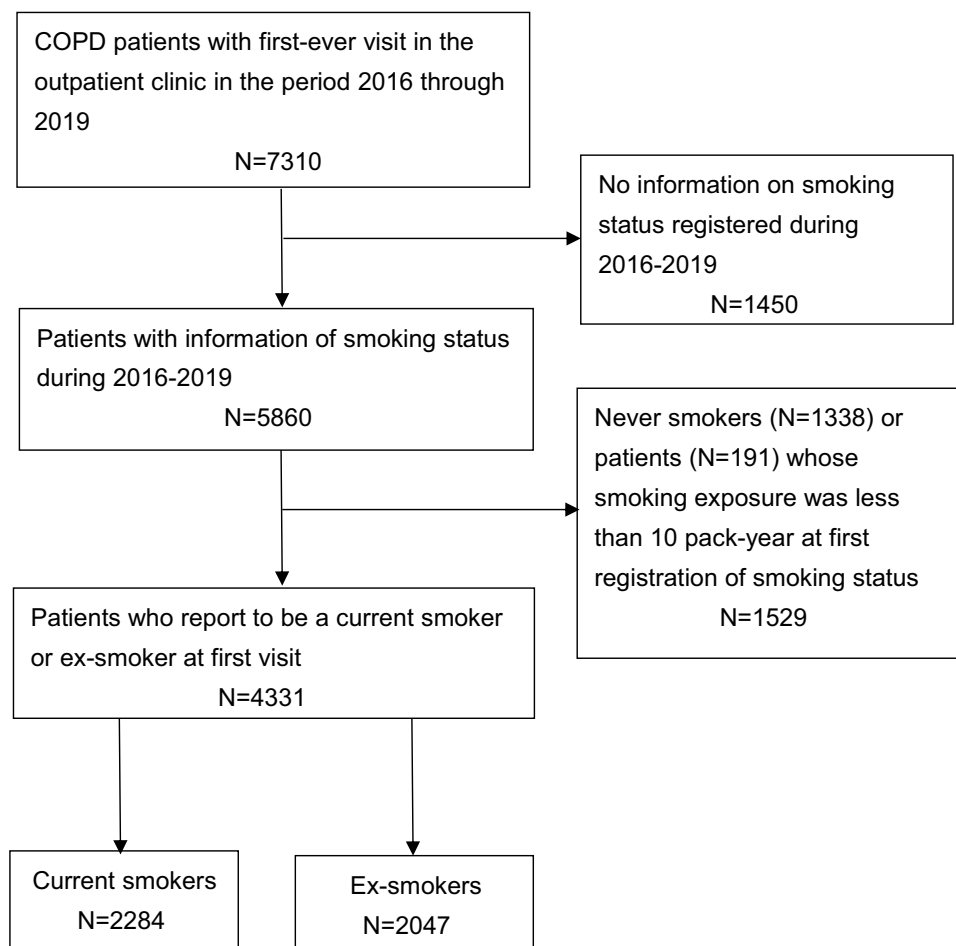 COPD patients with first-ever visit in the
outpatient clinic in the period 2016 through
2019
N=7310
No information on smoking
status registered during
2016-2019
N=1450
Patients with information of smoking status
during 2016-2019
N=5860
Never smokers (N=1338) or
patients (N=191) whose
smoking exposure was less
than 10 pack-year at first
registration of smoking status
N=1529
Patients who report to be a current smoker
or ex-smoker at first visit
N=4331
Current smokers
N=2284
Ex-smokers
N=2047